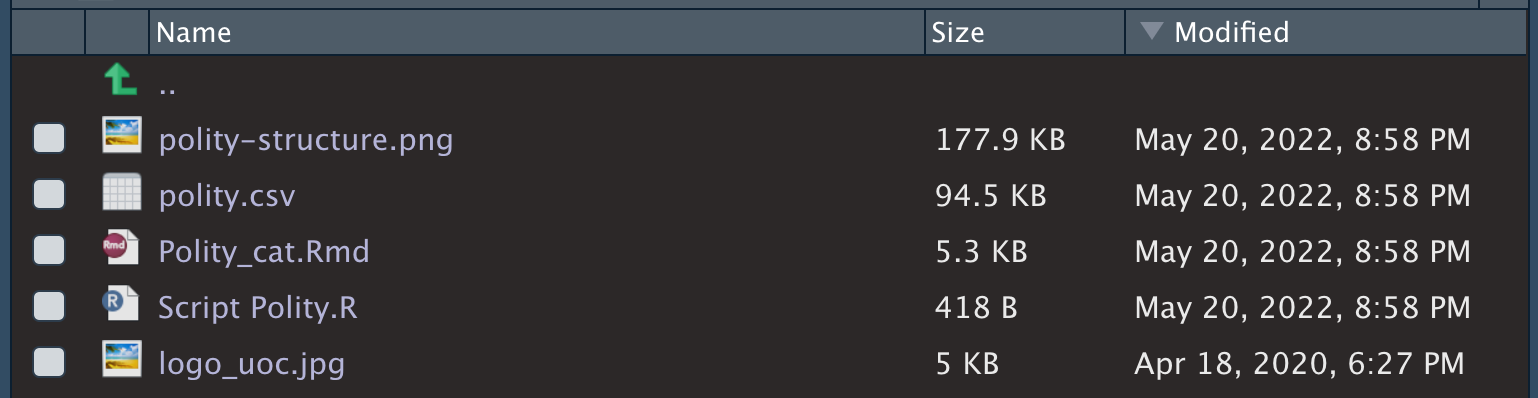 Name Size Modified
..
polity-structure.png 177.9 KB May 20, 2022, 8:58 PM
polity.csv 94.5 KB May 20, 2022, 8:58 PM
Rmd Polity_cat.Rmd 5.3 KB May 20, 2022, 8:58 PM
R Script Polity.R 418 B May 20, 2022, 8:58 PM
logo_uoc.jpg 5 KB Apr 18, 2020, 6:27 PM